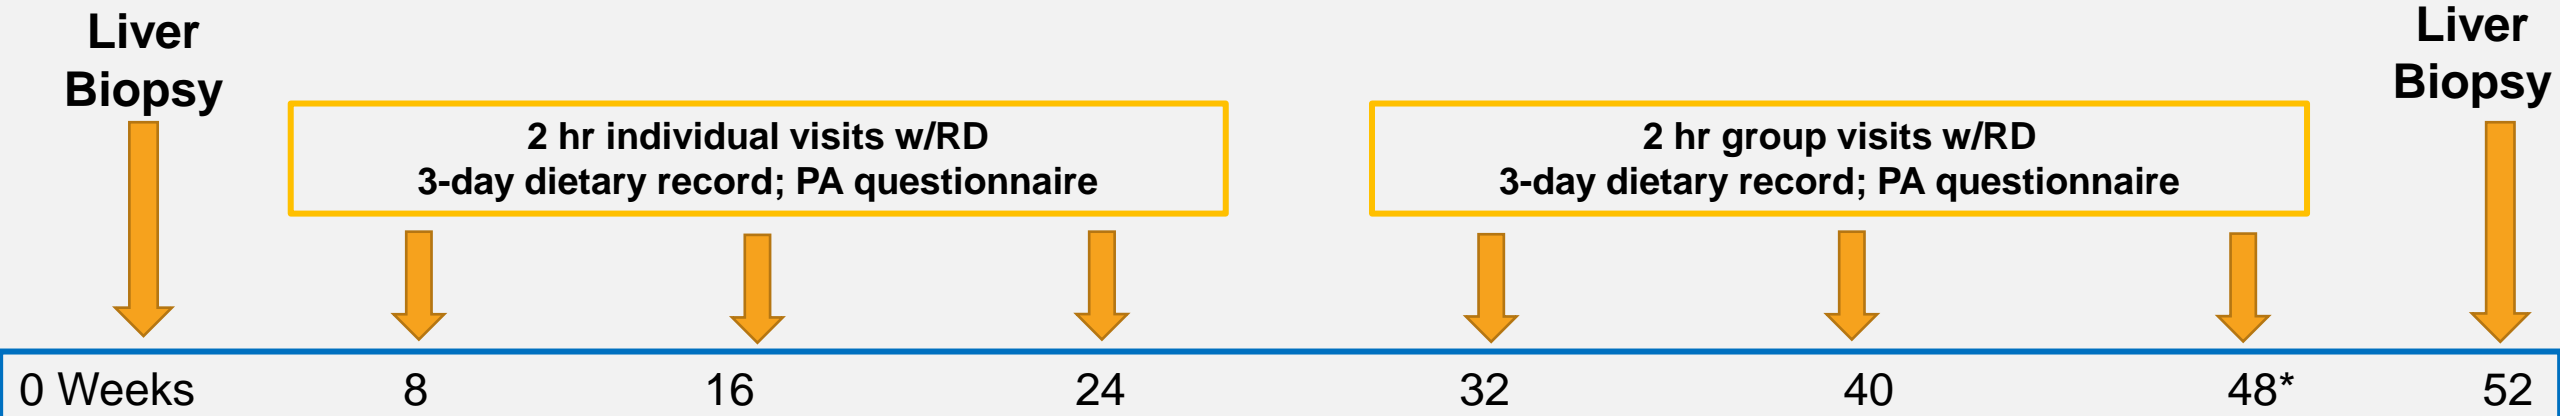 Liver
Biopsy
2 hr individual visits w/RD
3-day dietary record; PA questionnaire
2 hr group visits w/RD
3-day dietary record; PA questionnaire
Liver
Biopsy
0 Weeks 8 16 24 32 40 48* 52